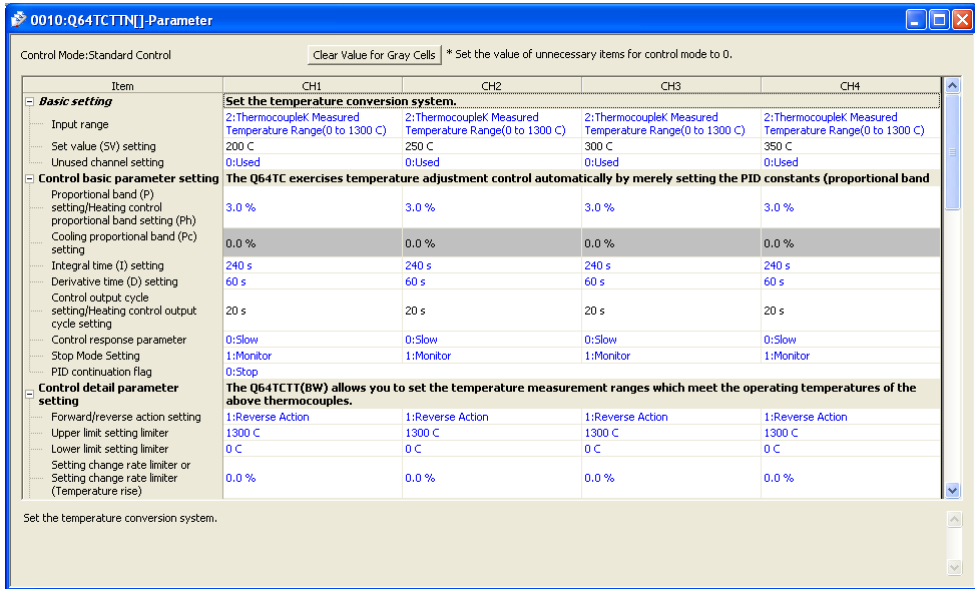 0010:Q64TCTTN[]-Parameter
Control Mode:Standard Control Clear Value for Gray Cells * Set the value of unnecessary items for control mode to 0.
Item CH1 CH2 CH3 CH4
Basic setting Set the temperature conversion system.
Input range 2:ThermocoupleK Measured Temperature Range(0 to 1300 C) 2:ThermocoupleK Measured Temperature Range(0 to 1300 C) 2:ThermocoupleK Measured Temperature Range(0 to 1300 C) 2:ThermocoupleK Measured Temperature Range(0 to 1300 C)
Set value (SV) setting 200 C 250 C 300 C 350 C
Unused channel setting 0:Used 0:Used 0:Used 0:Used
Control basic parameter setting The Q64TC exercises temperature adjustment control automatically by merely setting the PID constants (proportional band
Proportional band (P)
setting/Heating control
proportional band setting (Ph) 3.0 % 3.0 % 3.0 % 3.0 %
Cooling proportional band (Pc)
setting 0.0 % 0.0 % 0.0 % 0.0 %
Integral time (I) setting 240 s 240 s 240 s 240 s
Derivative time (D) setting 60 s 60 s 60 s 60 s
Control output cycle
setting/Heating control output
cycle setting 20 s 20 s 20 s 20 s
Control response parameter 0:Slow 0:Slow 0:Slow 0:Slow
Stop Mode Setting 1:Monitor 1:Monitor 1:Monitor 1:Monitor
PID continuation flag 0:Stop
Control detail parameter
setting The Q64TCTT(BW) allows you to set the temperature measurement ranges which meet the operating temperatures of the
above thermocouples.
Forward/reverse action setting 1:Reverse Action 1:Reverse Action 1:Reverse Action 1:Reverse Action
Upper limit setting limiter 1300 C 1300 C 1300 C 1300 C
Lower limit setting limiter 0 C 0 C 0 C 0 C
Setting change rate limiter or
Setting change rate limiter
(Temperature rise) 0.0 % 0.0 % 0.0 % 0.0 %
Set the temperature conversion system.